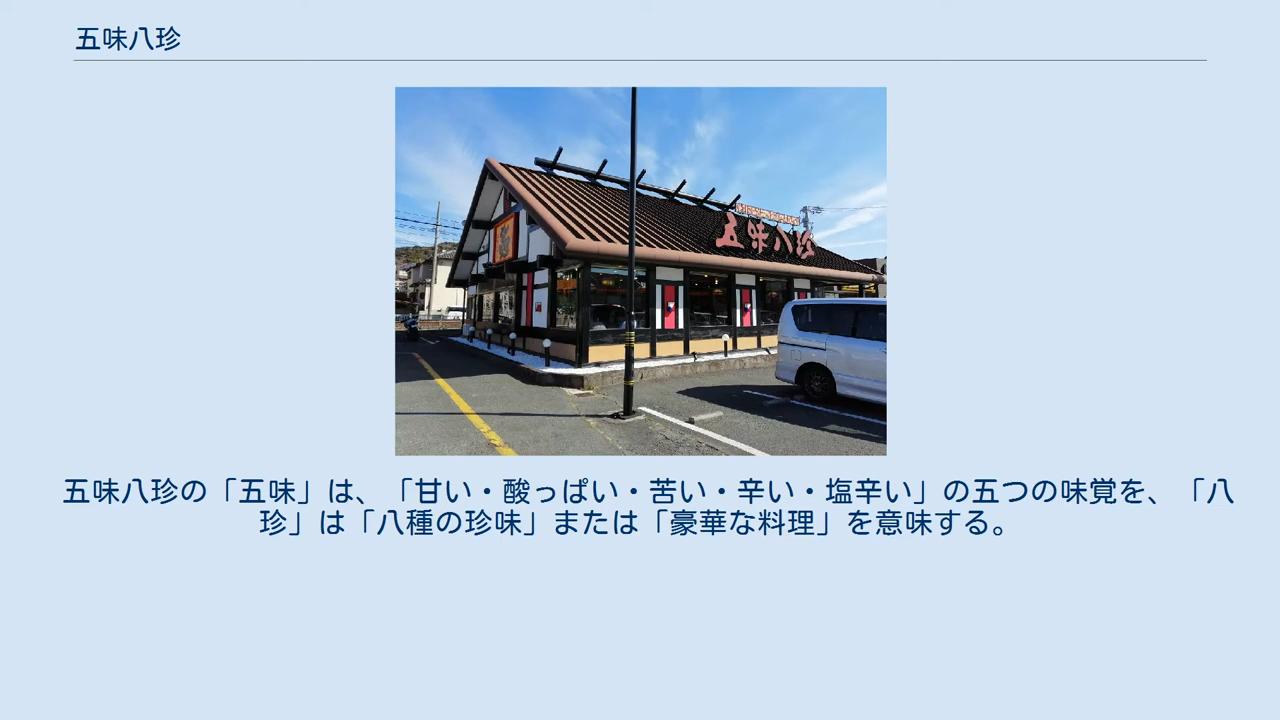 五味八珍
五味八珍
五味八珍の「五味」は、「甘い・酸っぱい・苦い・辛い・塩辛い」の五つの味覚を、「八
珍」は「八種の珍味」または「豪華な料理」を意味する。